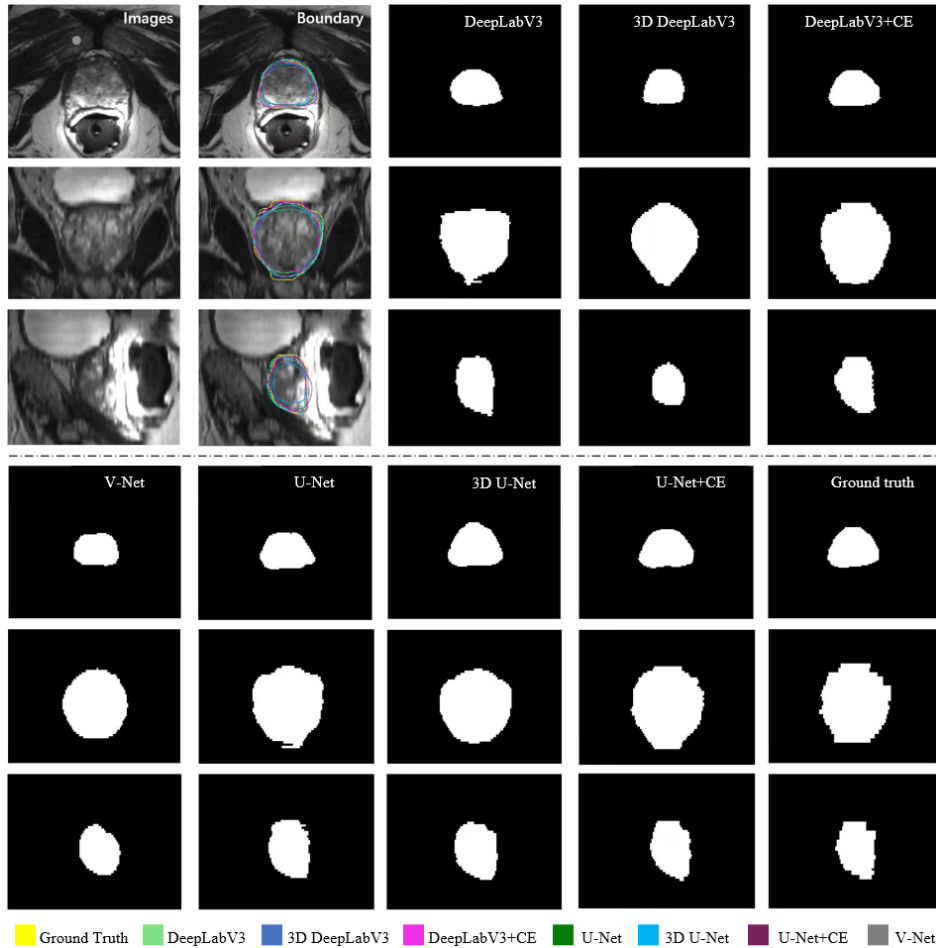 Images
Boundary
DeepLabV3
3D DeepLabV3
DeepLabV3+CE
V-Net
U-Net
3D U-Net
U-Net+CE
Ground truth
Ground Truth
DeepLabV3
3D DeepLabV3
DeepLabV3+CE
U-Net
3D U-Net
U-Net+CE
V-Net